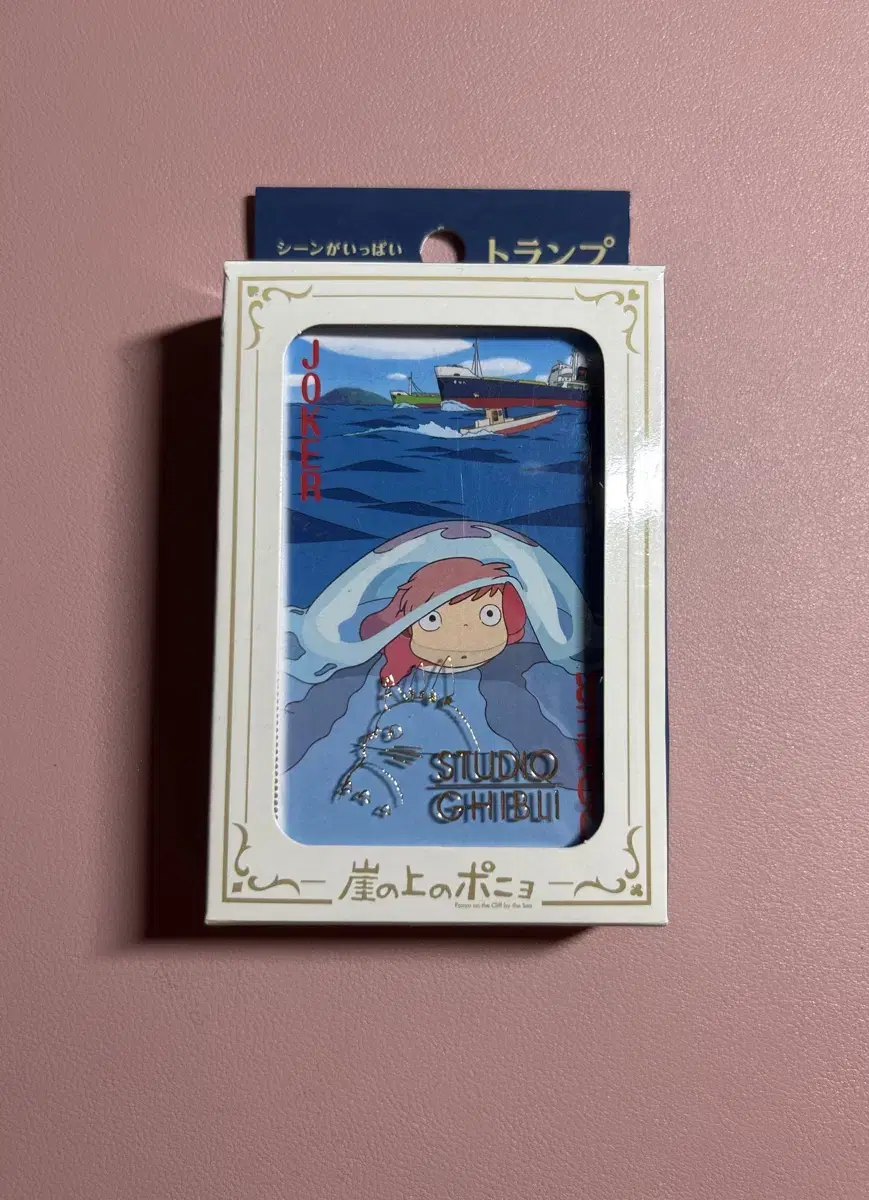 シーンがいっぱい
トランプ
JOKER
JOKER
STUDIO
GHIBLI
崖の上のポニョ
Ponyo on the Cliff by the Sea